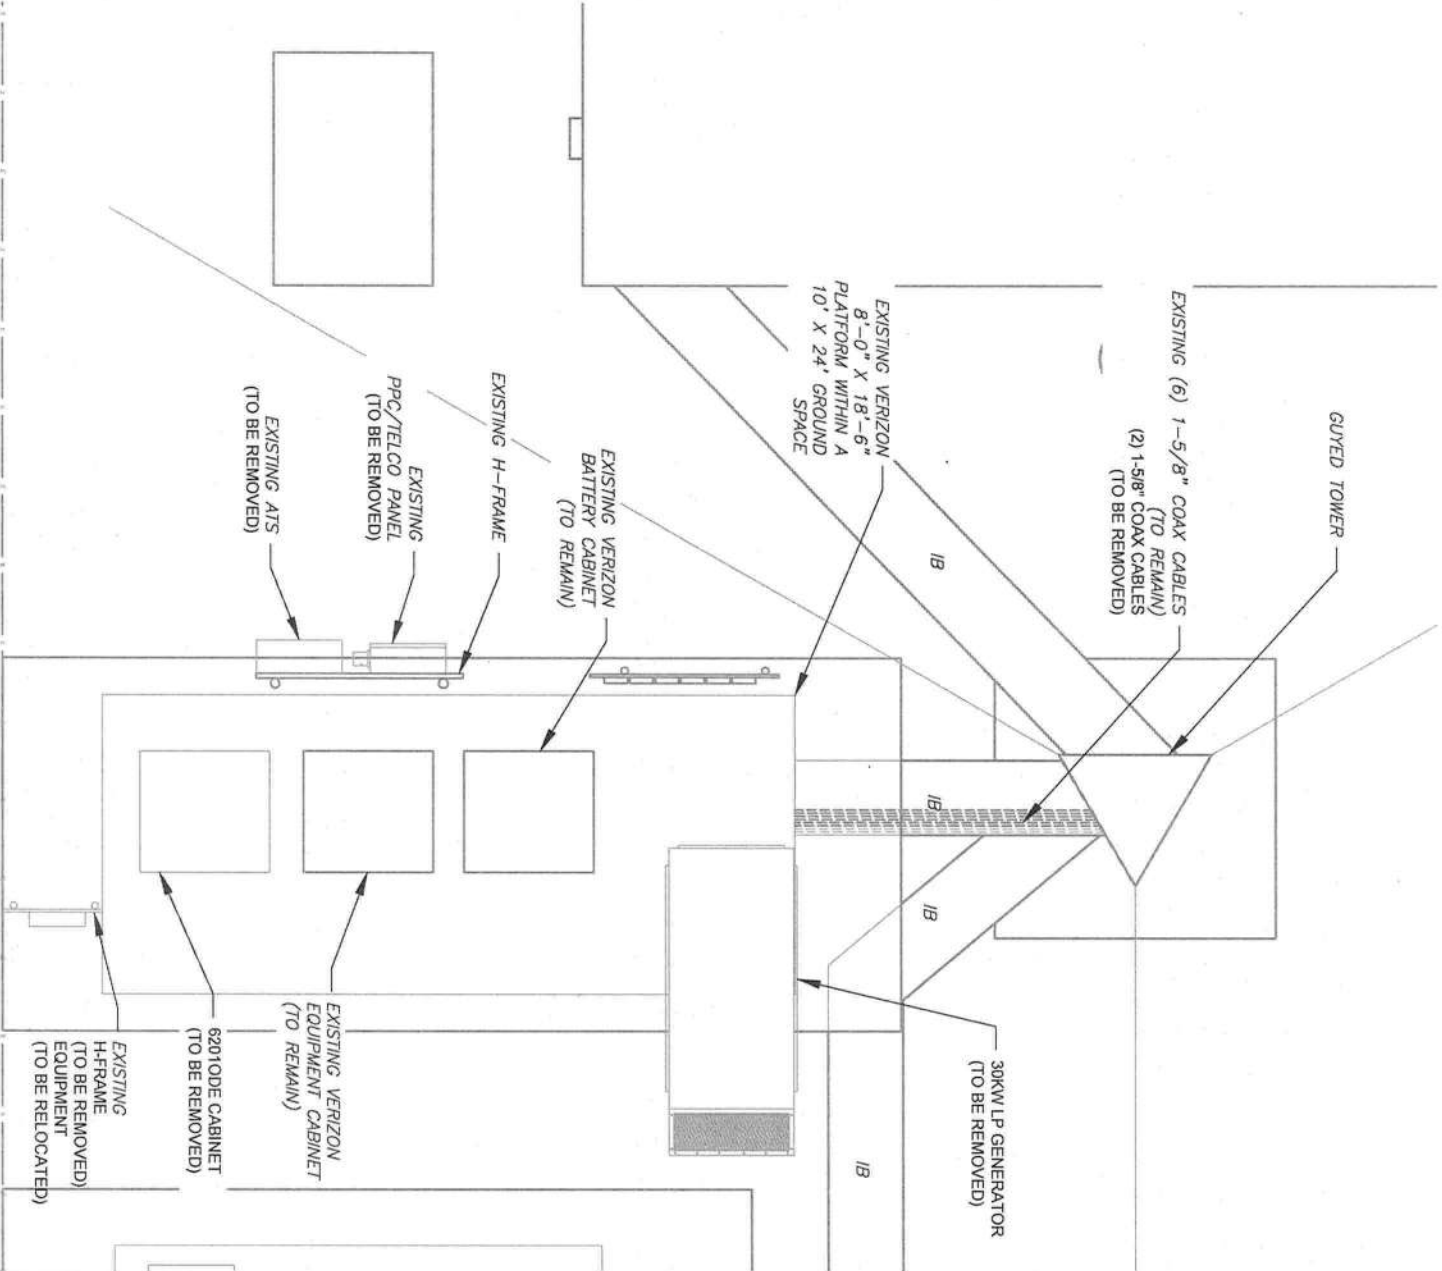 GUYED TOWER
EXISTING (6) 1-5/8" COAX CABLES
(TO REMAIN)
(2) 1-5/8" COAX CABLES
(TO BE REMOVED)
EXISTING VERIZON
8'-0" X 18'-6"
PLATFORM WITHIN A
10' X 24' GROUND
SPACE
EXISTING VERIZON
BATTERY CABINET
(TO REMAIN)
EXISTING H-FRAME
EXISTING
PPC/TELCO PANEL
(TO BE REMOVED)
EXISTING ATS
(TO BE REMOVED)
IB
IB
IB
IB
30KW LP GENERATOR
(TO BE REMOVED)
EXISTING VERIZON
EQUIPMENT CABINET
(TO REMAIN)
6201ODE CABINET
(TO BE REMOVED)
EXISTING
H-FRAME
(TO BE REMOVED)
EQUIPMENT
(TO BE RELOCATED)